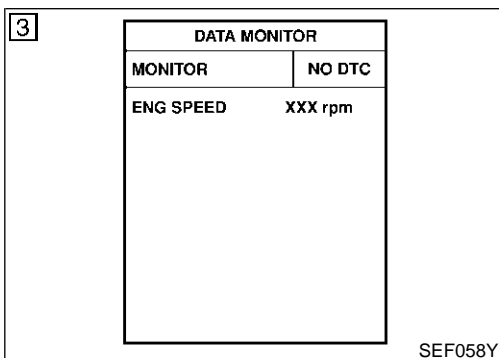 3
DATA MONITOR
MONITOR NO DTC
ENG SPEED XXX rpm
SEF058Y